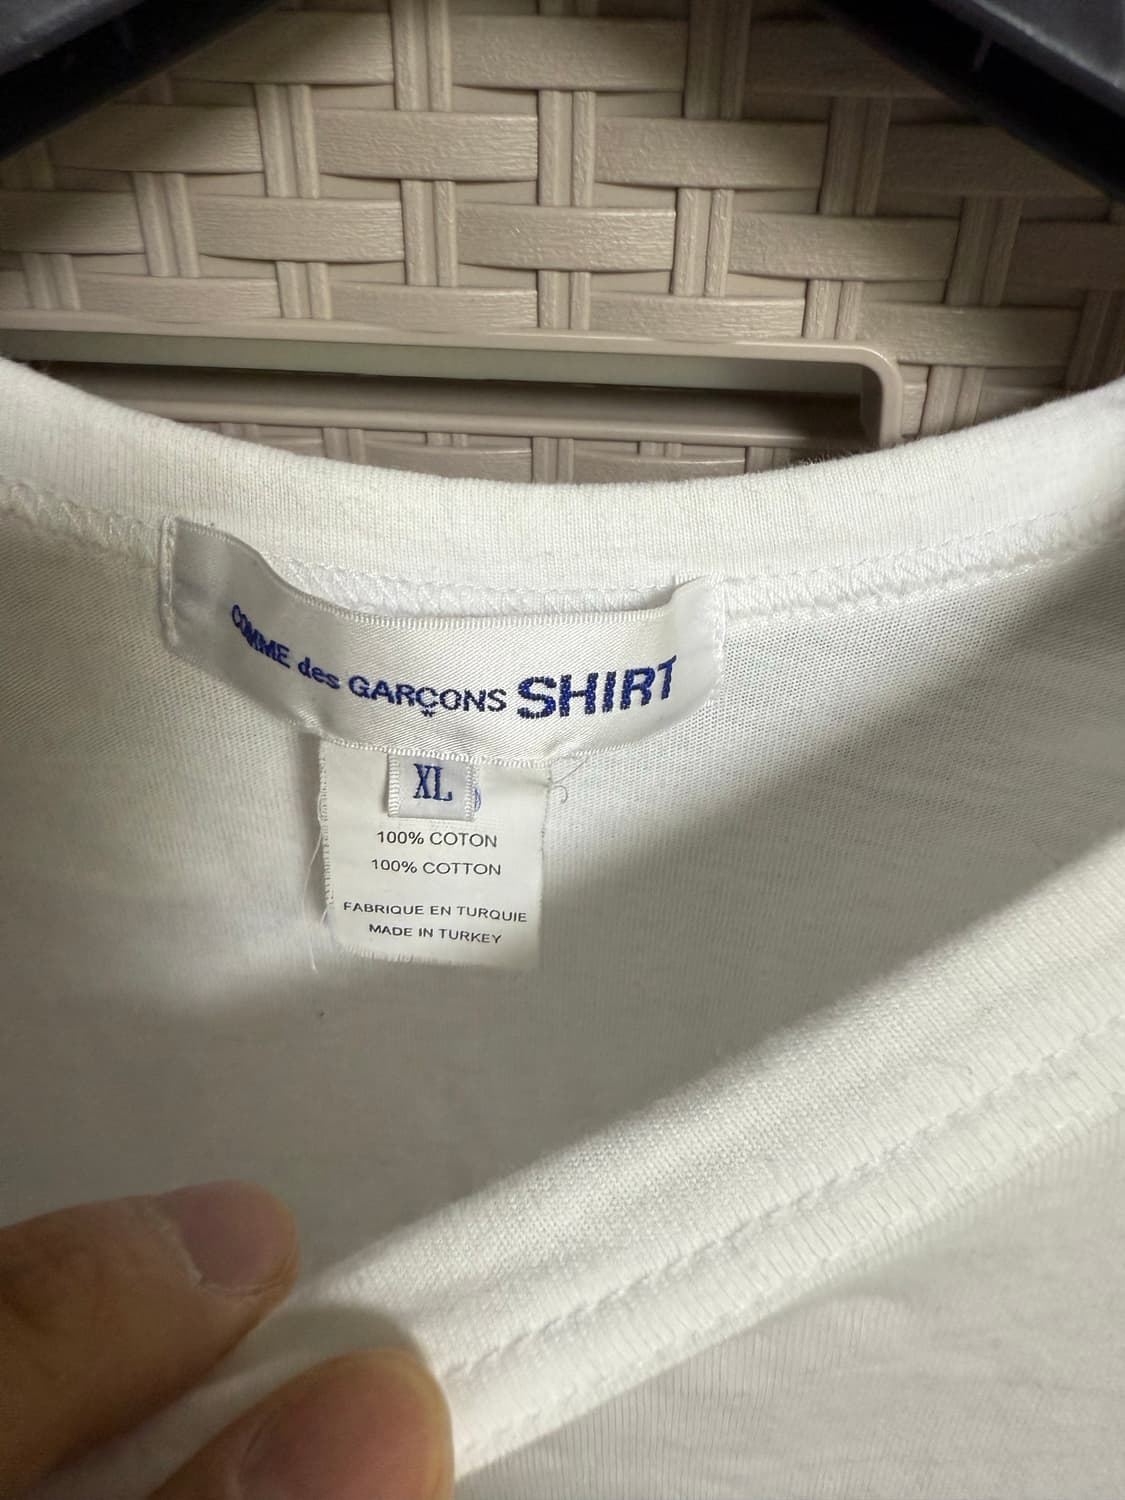 COMME des GARÇONS SHIRT
XL
100% COTON
100% COTTON
FABRIQUE EN TURQUIE
MADE IN TURKEY